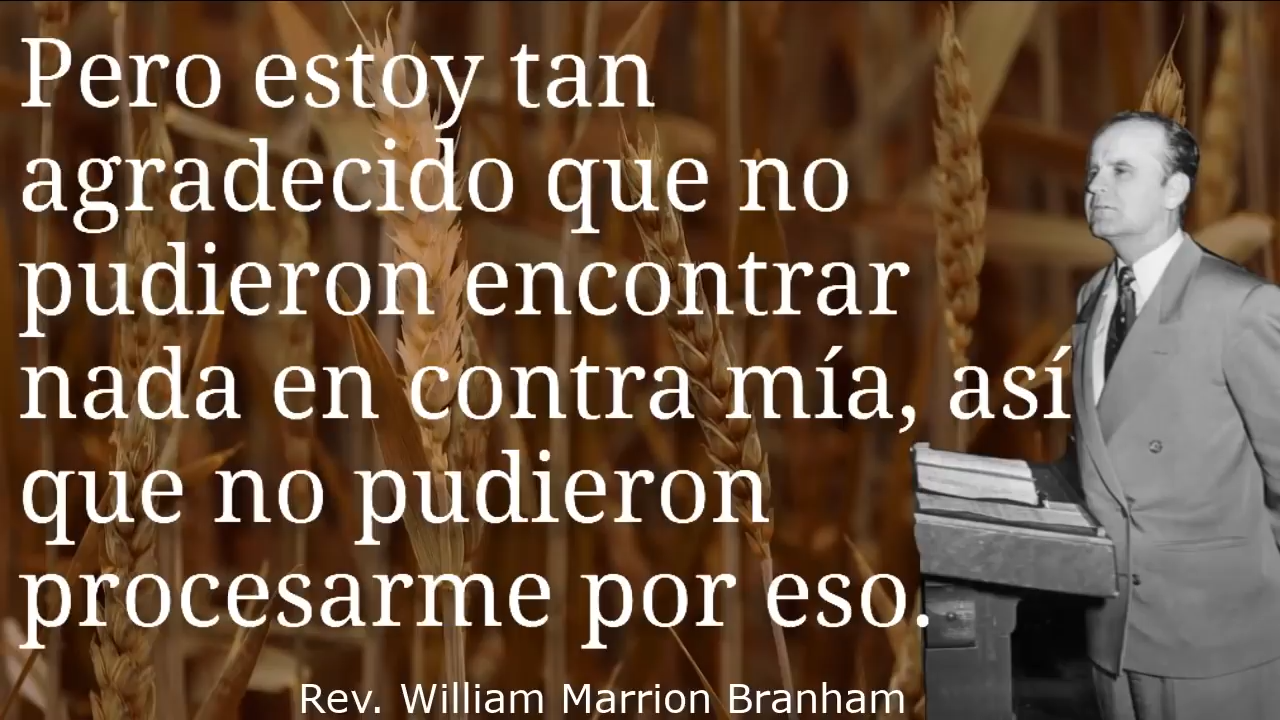 Pero estoy tan
agradecido que no
pudieron encontrar
nada en contra mía, así
que no pudieron
procesarme por eso.
Rev. William Marrion Branham